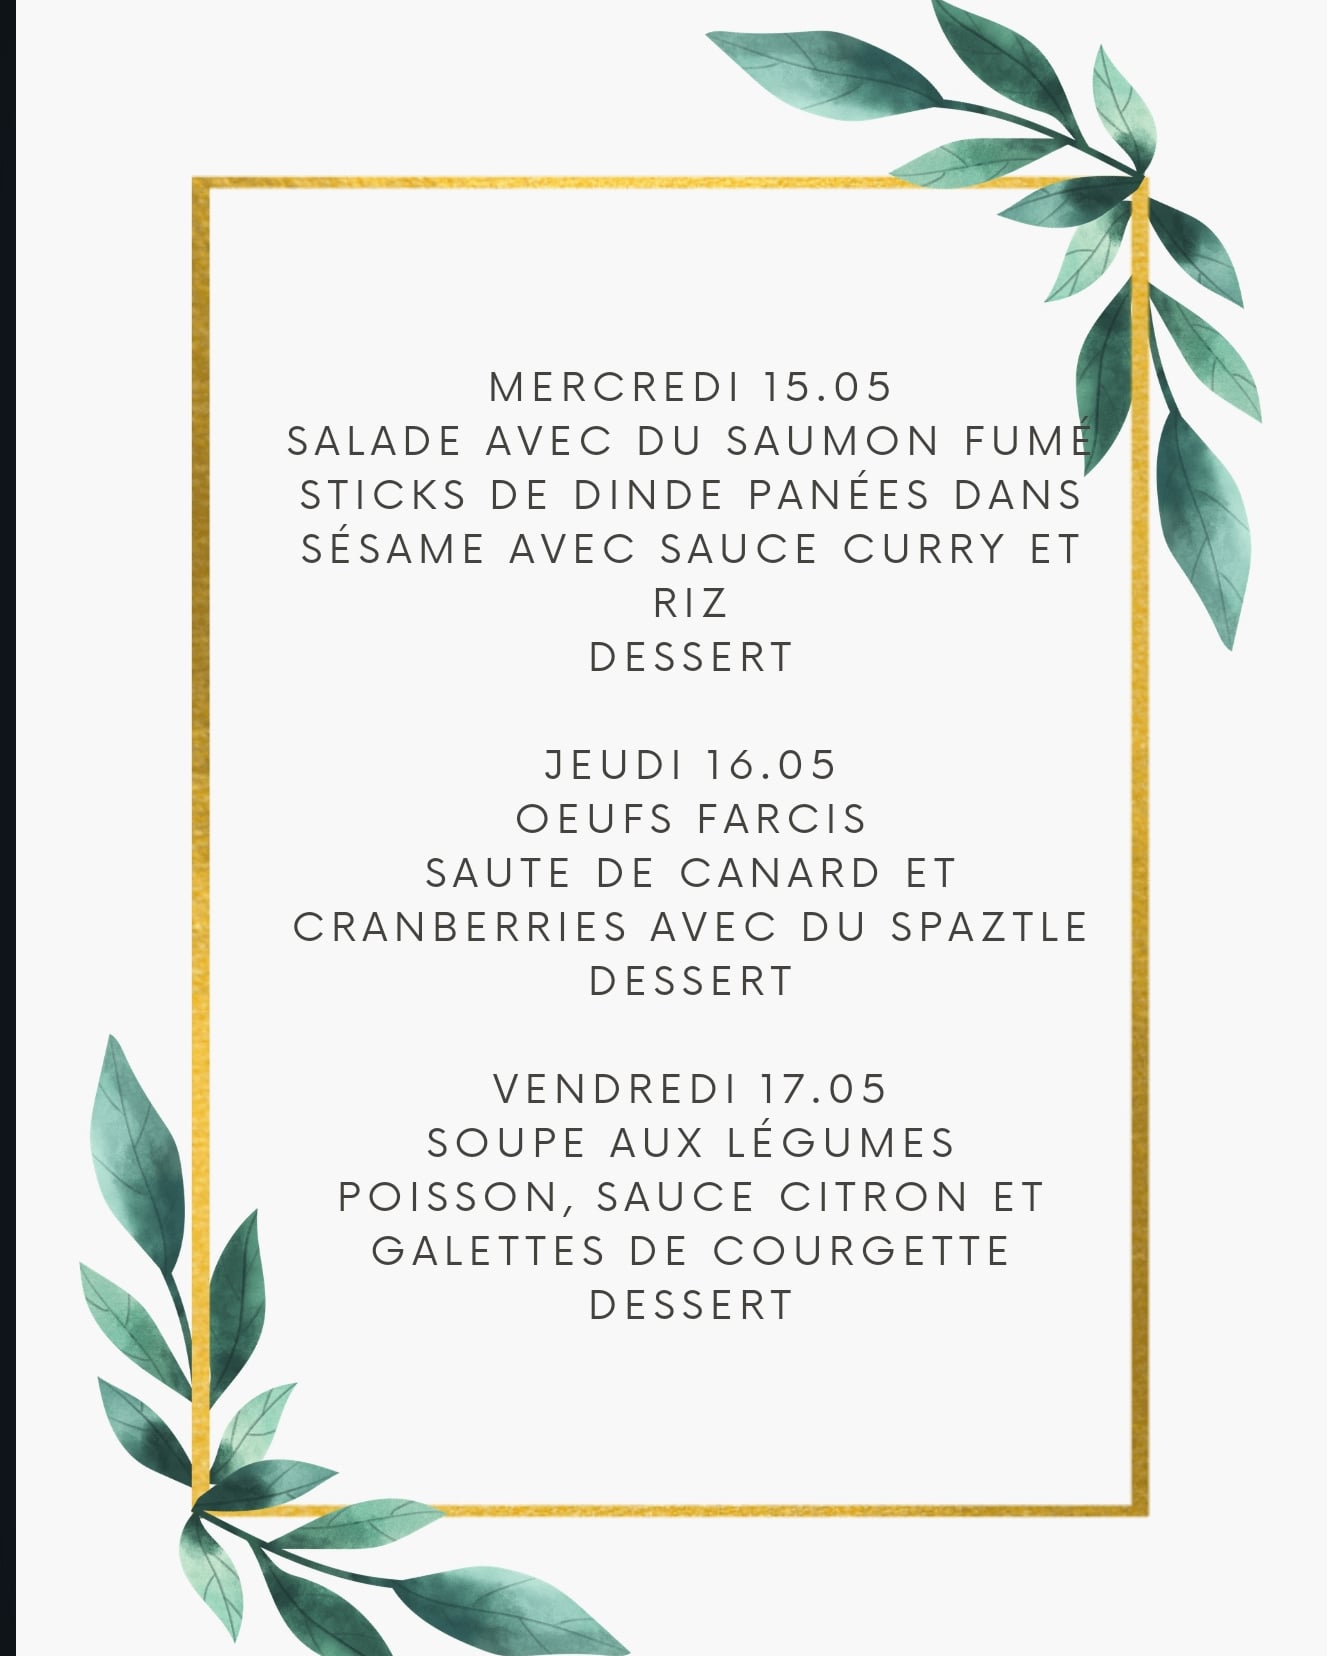 MERCREDI 15.05
SALADE AVEC DU SAUMON FUMÉ
STICKS DE DINDE PANÉES DANS
SÉSAME AVEC SAUCE CURRY ET
RIZ
DESSERT
JEUDI 16.05
OEUFS FARCIS
SAUTE DE CANARD ET
CRANBERRIES AVEC DU SPAZTLE
DESSERT
VENDREDI 17.05
SOUPE AUX LÉGUMES
POISSON, SAUCE CITRON ET
GALETTES DE COURGETTE
DESSERT